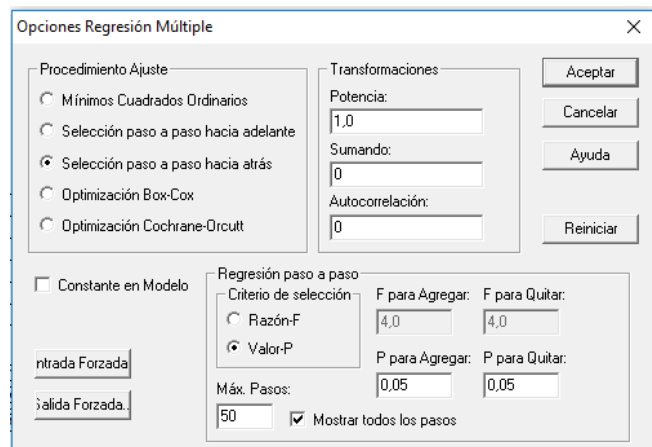 Opciones Regresión Múltiple
Procedimiento Ajuste
Mínimos Cuadrados Ordinarios
Selección paso a paso hacia adelante
Selección paso a paso hacia atrás
Optimización Box-Cox
Optimización Cochrane-Orcutt
Transformaciones
Potencia:
1,0
Sumando:
0
Autocorrelación:
0
Aceptar
Cancelar
Ayuda
Reiniciar
Constante en Modelo
ntrada Forzada
Salida Forzada..
Regresión paso a paso
Criterio de selección
Razón-F
Valor-P
F para Agregar:
4,0
F para Quitar:
4,0
P para Agregar:
0,05
P para Quitar:
0,05
Máx. Pasos:
50
Mostrar todos los pasos